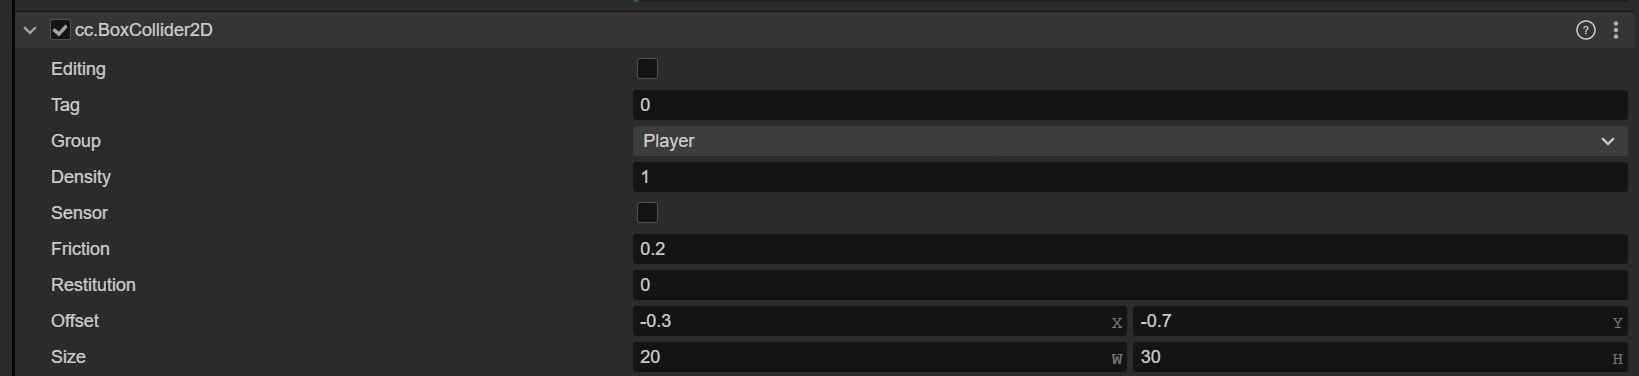 cc.BoxCollider2D ?
Editing
Tag 0
Group Player
Density 1
Sensor
Friction 0.2
Restitution 0
Offset -0.3 X -0.7 Y
Size 20 W 30 H